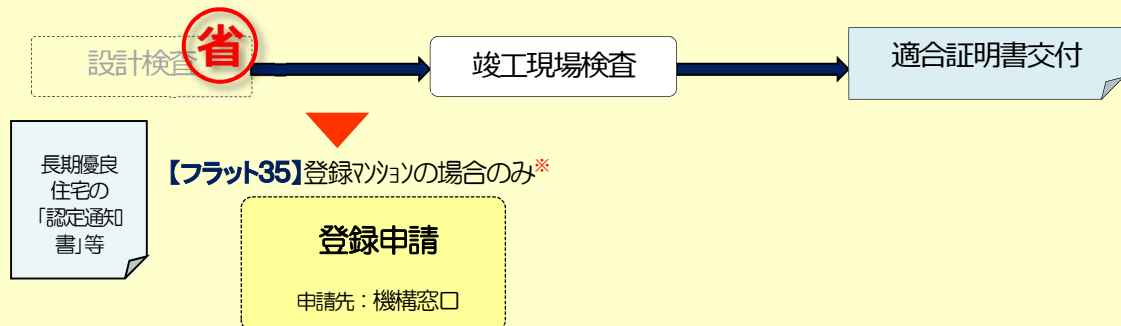 設計検査
省
竣工現場検査
適合証明書交付
長期優良
住宅の
「認定通知
書」等
【フラット35】登録ﾏﾝｼｮﾝの場合のみ※
登録申請
申請先：機構窓口